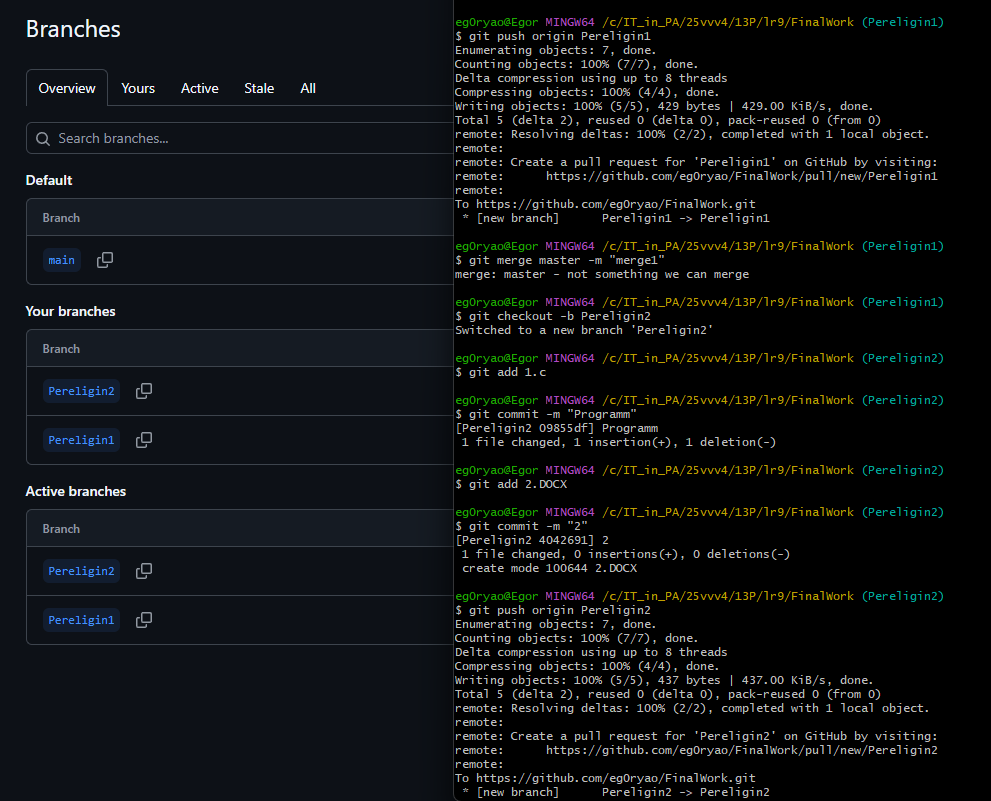 Branches
Overview
Yours
Active
Stale
All
Search branches...
Default
Branch
main
Your branches
Branch
Pereligin2
Pereligin1
Active branches
Branch
Pereligin2
Pereligin1
eg0ryao@Egor MINGW64 /c/IT_in_PA/25vvv4/13P/lr9/FinalWork (Pereligin1)
$ git push origin Pereligin1
Enumerating objects: 7, done.
Counting objects: 100% (7/7), done.
Delta compression using up to 8 threads
Compressing objects: 100% (4/4), done.
Writing objects: 100% (5/5), 429 bytes | 429.00 KiB/s, done.
Total 5 (delta 2), reused 0 (delta 0), pack-reused 0 (from 0)
remote: Resolving deltas: 100% (2/2), completed with 1 local object.
remote:
remote: Create a pull request for 'Pereligin1' on GitHub by visiting:
remote:      https://github.com/eg0ryao/FinalWork/pull/new/Pereligin1
remote:
To https://github.com/eg0ryao/FinalWork.git
 * [new branch]      Pereligin1 -> Pereligin1
eg0ryao@Egor MINGW64 /c/IT_in_PA/25vvv4/13P/lr9/FinalWork (Pereligin1)
$ git merge master -m "merge1"
merge: master - not something we can merge
eg0ryao@Egor MINGW64 /c/IT_in_PA/25vvv4/13P/lr9/FinalWork (Pereligin1)
$ git checkout -b Pereligin2
Switched to a new branch 'Pereligin2'
eg0ryao@Egor MINGW64 /c/IT_in_PA/25vvv4/13P/lr9/FinalWork (Pereligin2)
$ git add 1.c
eg0ryao@Egor MINGW64 /c/IT_in_PA/25vvv4/13P/lr9/FinalWork (Pereligin2)
$ git commit -m "Programm"
[Pereligin2 09855df] Programm
 1 file changed, 1 insertion(+), 1 deletion(-)
eg0ryao@Egor MINGW64 /c/IT_in_PA/25vvv4/13P/lr9/FinalWork (Pereligin2)
$ git add 2.DOCX
eg0ryao@Egor MINGW64 /c/IT_in_PA/25vvv4/13P/lr9/FinalWork (Pereligin2)
$ git commit -m "2"
[Pereligin2 4042691] 2
 1 file changed, 0 insertions(+), 0 deletions(-)
 create mode 100644 2.DOCX
eg0ryao@Egor MINGW64 /c/IT_in_PA/25vvv4/13P/lr9/FinalWork (Pereligin2)
$ git push origin Pereligin2
Enumerating objects: 7, done.
Counting objects: 100% (7/7), done.
Delta compression using up to 8 threads
Compressing objects: 100% (4/4), done.
Writing objects: 100% (5/5), 437 bytes | 437.00 KiB/s, done.
Total 5 (delta 2), reused 0 (delta 0), pack-reused 0 (from 0)
remote: Resolving deltas: 100% (2/2), completed with 1 local object.
remote:
remote: Create a pull request for 'Pereligin2' on GitHub by visiting:
remote:      https://github.com/eg0ryao/FinalWork/pull/new/Pereligin2
remote:
To https://github.com/eg0ryao/FinalWork.git
 * [new branch]      Pereligin2 -> Pereligin2